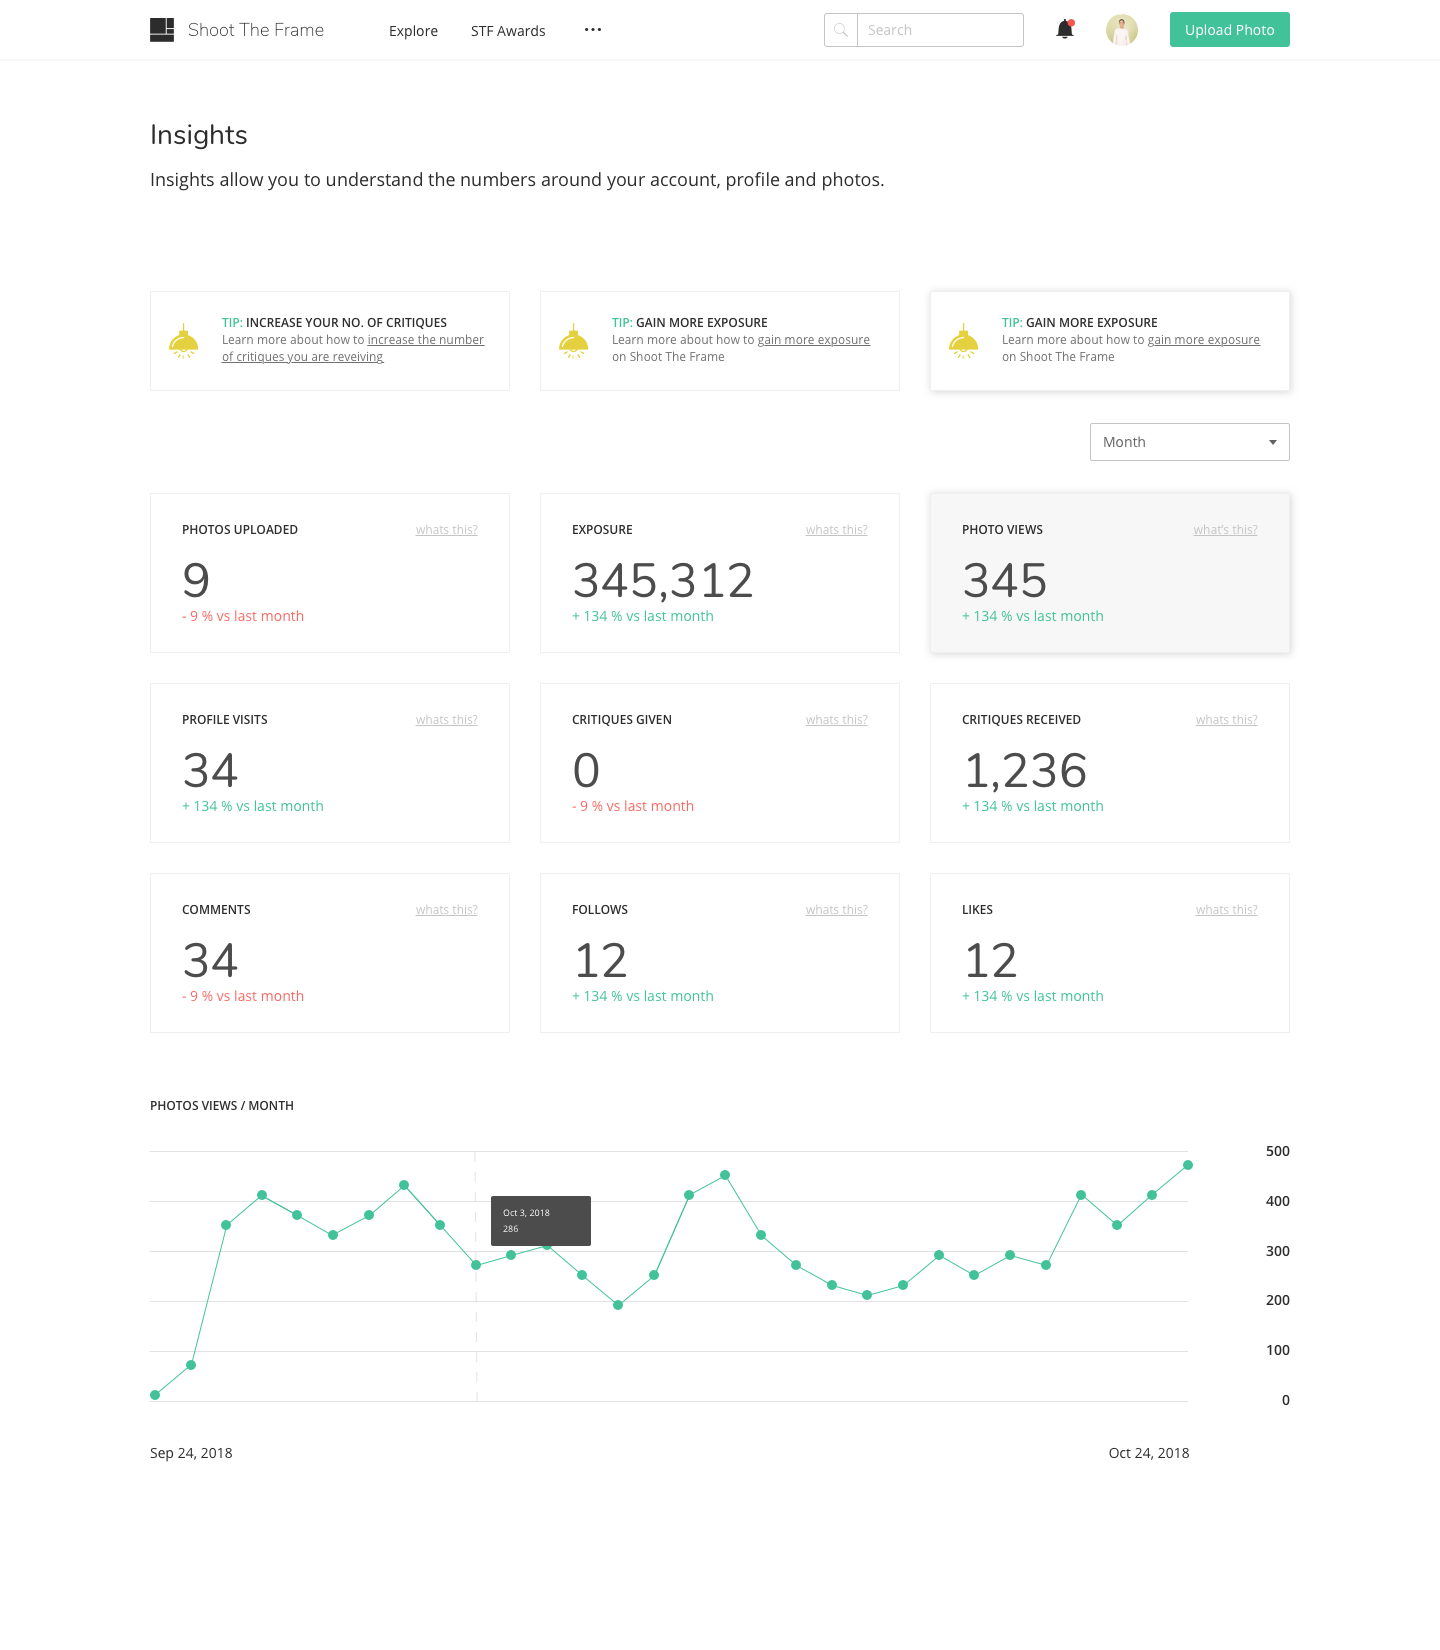 Shoot The Frame
Explore
STF Awards
Search
Upload Photo
Insights
Insights allow you to understand the numbers around your account, profile and photos.
TIP: INCREASE YOUR NO. OF CRITIQUES
Learn more about how to increase the number
of critiques you are reveiving
TIP: GAIN MORE EXPOSURE
Learn more about how to gain more exposure
on Shoot The Frame
TIP: GAIN MORE EXPOSURE
Learn more about how to gain more exposure
on Shoot The Frame
Month
PHOTOS UPLOADED
whats this?
9
- 9 % vs last month
EXPOSURE
whats this?
345,312
+ 134 % vs last month
PHOTO VIEWS
what's this?
345
+ 134 % vs last month
PROFILE VISITS
whats this?
34
+ 134 % vs last month
CRITIQUES GIVEN
whats this?
0
- 9 % vs last month
CRITIQUES RECEIVED
whats this?
1,236
+ 134 % vs last month
COMMENTS
whats this?
34
- 9 % vs last month
FOLLOWS
whats this?
12
+ 134 % vs last month
LIKES
whats this?
12
+ 134 % vs last month
PHOTOS VIEWS / MONTH
500
400
300
200
100
0
Oct 3, 2018
286
Sep 24, 2018
Oct 24, 2018